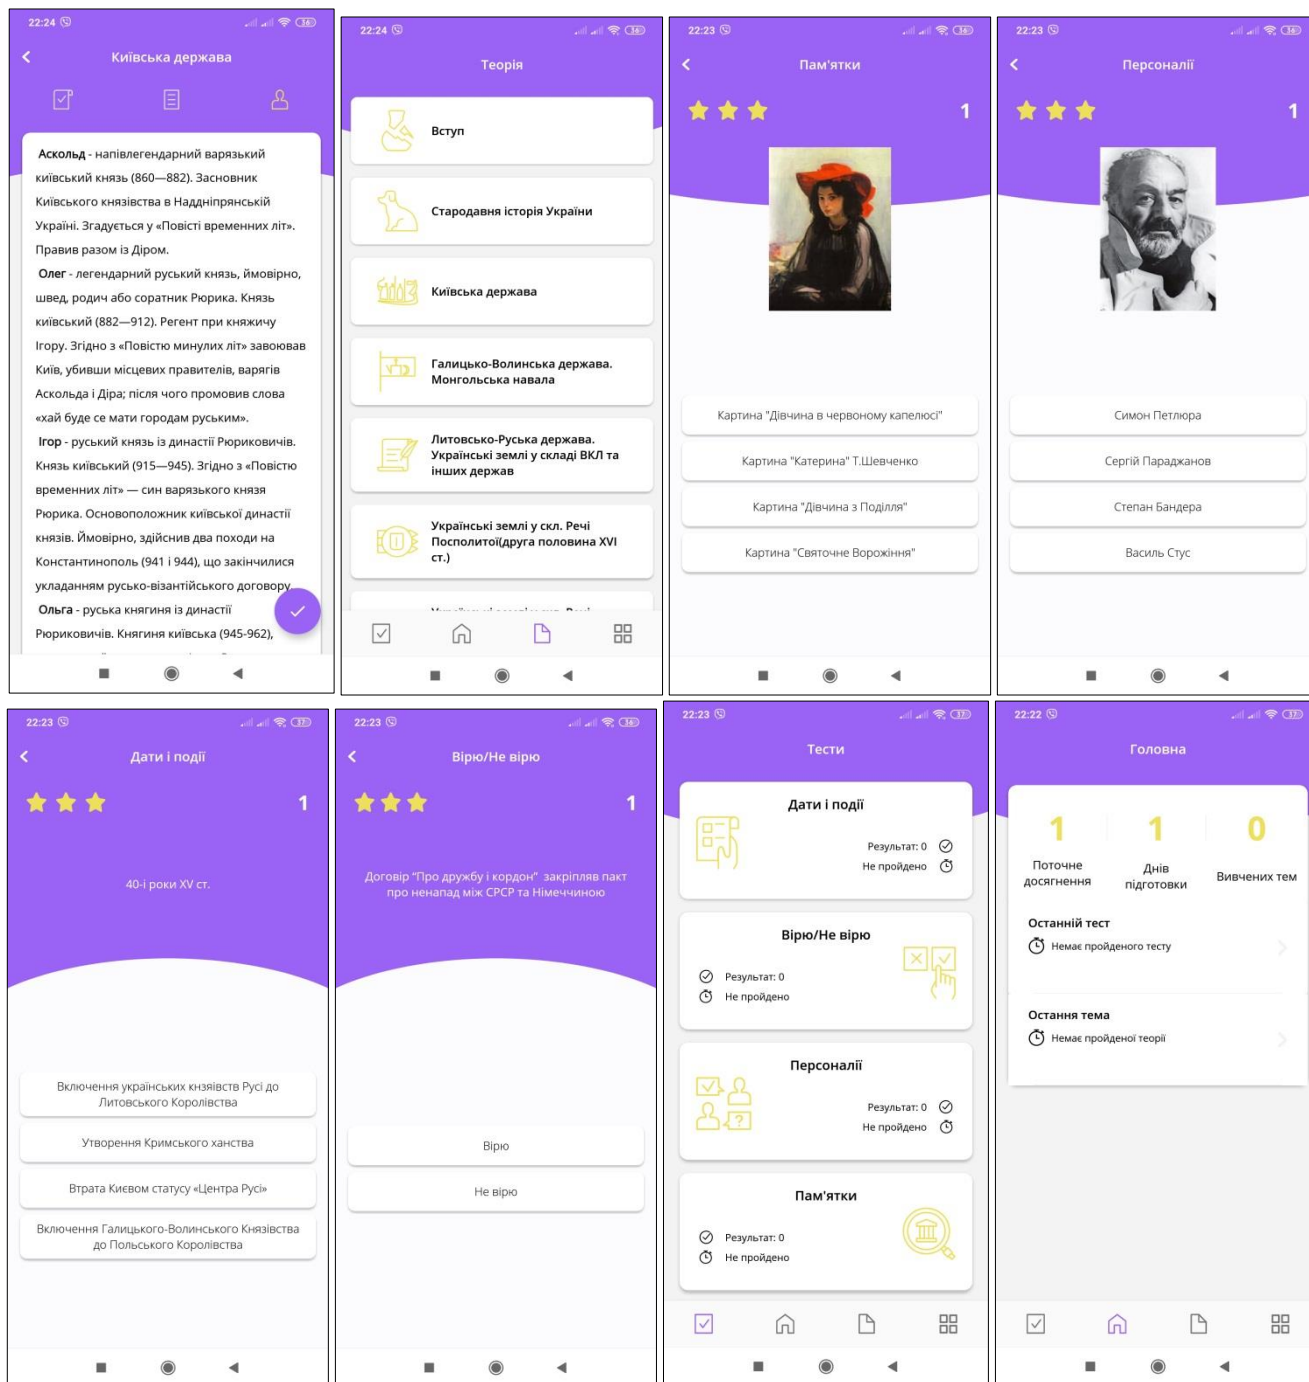 22:24
36
Київська держава
Аскольд - напівлегендарний варязький
київський князь (860—882). Засновник
Київського князівства в Наддніпрянській
Україні. Згадується у «Повісті временних літ».
Правив разом із Діром.
Олег - легендарний руський князь, ймовірно,
швед, родич або соратник Рюрика. Князь
київський (882—912). Регент при княжичу
Ігору. Згідно з «Повістю минулих літ» завоював
Київ, убивши місцевих правителів, варягів
Аскольда і Діра; після чого промовив слова
«хай буде се мати городам руським».
Ігор - руський князь із династії Рюриковичів.
Князь київський (915—945). Згідно з «Повістю
временних літ» — син варязького князя
Рюрика. Основоположник київської династії
князів. Ймовірно, здійснив два походи на
Константинополь (941 і 944), що закінчилися
укладанням русько-візантійського договору.
Ольга - руська княгиня із династії
Рюриковичів. Княгиня київська (945-962),
22:24
36
Теорія
Вступ
Стародавня історія України
Київська держава
Галицько-Волинська держава.
Монгольська навала
Литовсько-Руська держава.
Українські землі у складі ВКЛ та
інших держав
Українські землі у скл. Речі
Посполитої(друга половина XVI
ст.)
22:23
36
Пам'ятки
1
Картина "Дівчина в червоному капелюсі"
Картина "Катерина" Т.Шевченко
Картина "Дівчина з Поділля"
Картина "Святочне Ворожіння"
22:23
36
Персоналії
1
Симон Петлюра
Сергій Параджанов
Степан Бандера
Василь Стус
22:23
37
Дати і події
1
40-і роки XV ст.
Включення українських кнзяівств Русі до
Литовського Королівства
Утворення Кримського ханства
Втрата Києвом статусу «Центра Русі»
Включення Галицького-Волинського Князівства
до Польського Королівства
22:23
36
Вірю/Не вірю
1
Договір "Про дружбу і кордон" закріпляв пакт
про ненапад між СРСР та Німеччиною
Вірю
Не вірю
22:23
37
Тести
Дати і події
Результат: 0
Не пройдено
Вірю/Не вірю
Результат: 0
Не пройдено
Персоналії
Результат: 0
Не пройдено
Пам'ятки
Результат: 0
Не пройдено
22:22
37
Головна
1
1
0
Поточне
досягнення
Днів
підготовки
Вивчених тем
Останній тест
Немає пройденого тесту
Остання тема
Немає пройденої теорії